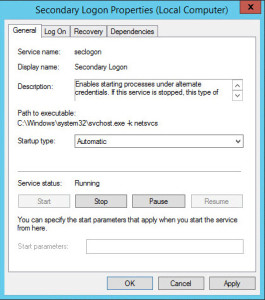 Secondary Logon Properties (Local Computer)
General Log On Recovery Dependencies
Service name: seclogon
Display name: Secondary Logon
Description: Enables starting processes under alternate
credentials. If this service is stopped, this type of
Path to executable:
C:\Windows\system32\svchost.exe -k netsvcs
Startup type: Automatic
Service status: Running
Start Stop Pause Resume
You can specify the start parameters that apply when you start the service
from here.
Start parameters:
OK Cancel Apply